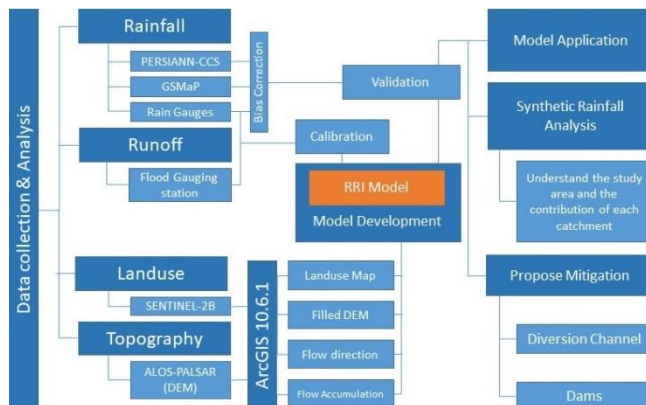 Data collection & Analysis
Rainfall
PERSIANN-CCS
GSMaP
Rain Gauges
Bias Correction
Runoff
Flood Gauging
station
Landuse
SENTINEL-2B
Topography
ALOS-PALSAR
(DEM)
ArcGIS 10.6.1
Validation
Calibration
RRI Model
Model Development
Landuse Map
Filled DEM
Flow direction
Flow Accumulation
Model Application
Synthetic Rainfall
Analysis
Understand the study
area and the
contribution of each
catchment
Propose Mitigation
Diversion Channel
Dams